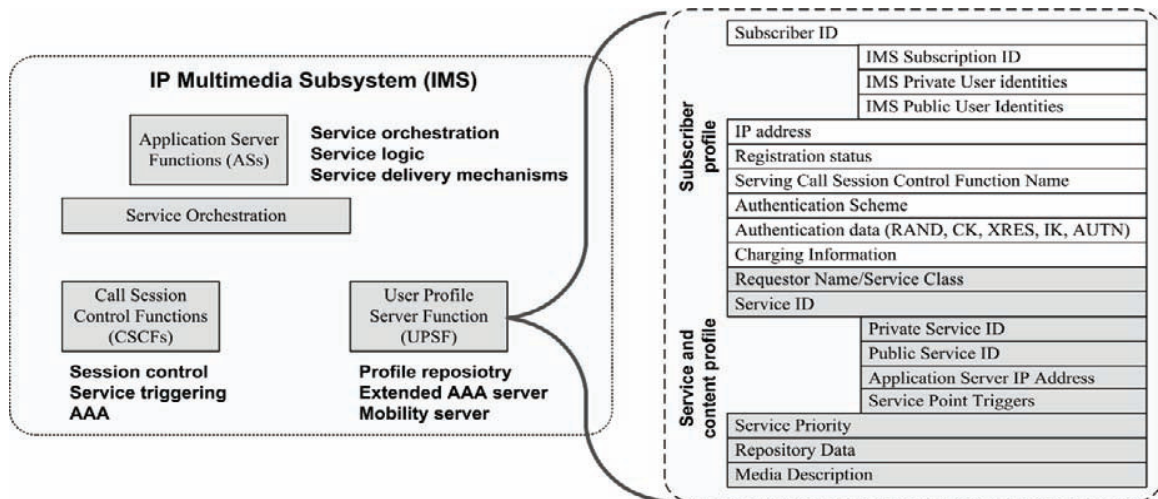 IP Multimedia Subsystem (IMS)
Application Server
Functions (ASs)
Service orchestration
Service logic
Service delivery mechanisms
Service Orchestration
Call Session
Control Functions
(CSCFs)
Session control
Service triggering
AAA
User Profile
Server Function
(UPSF)
Profile reposiotry
Extended AAA server
Mobility server
Subscriber
profile
Subscriber ID
IMS Subscription ID
IMS Private User identities
IMS Public User Identities
IP address
Registration status
Serving Call Session Control Function Name
Authentication Scheme
Authentication data (RAND, CK, XRES, IK, AUTN)
Charging Information
Service and
content profile
Requestor Name/Service Class
Service ID
Private Service ID
Public Service ID
Application Server IP Address
Service Point Triggers
Service Priority
Repository Data
Media Description